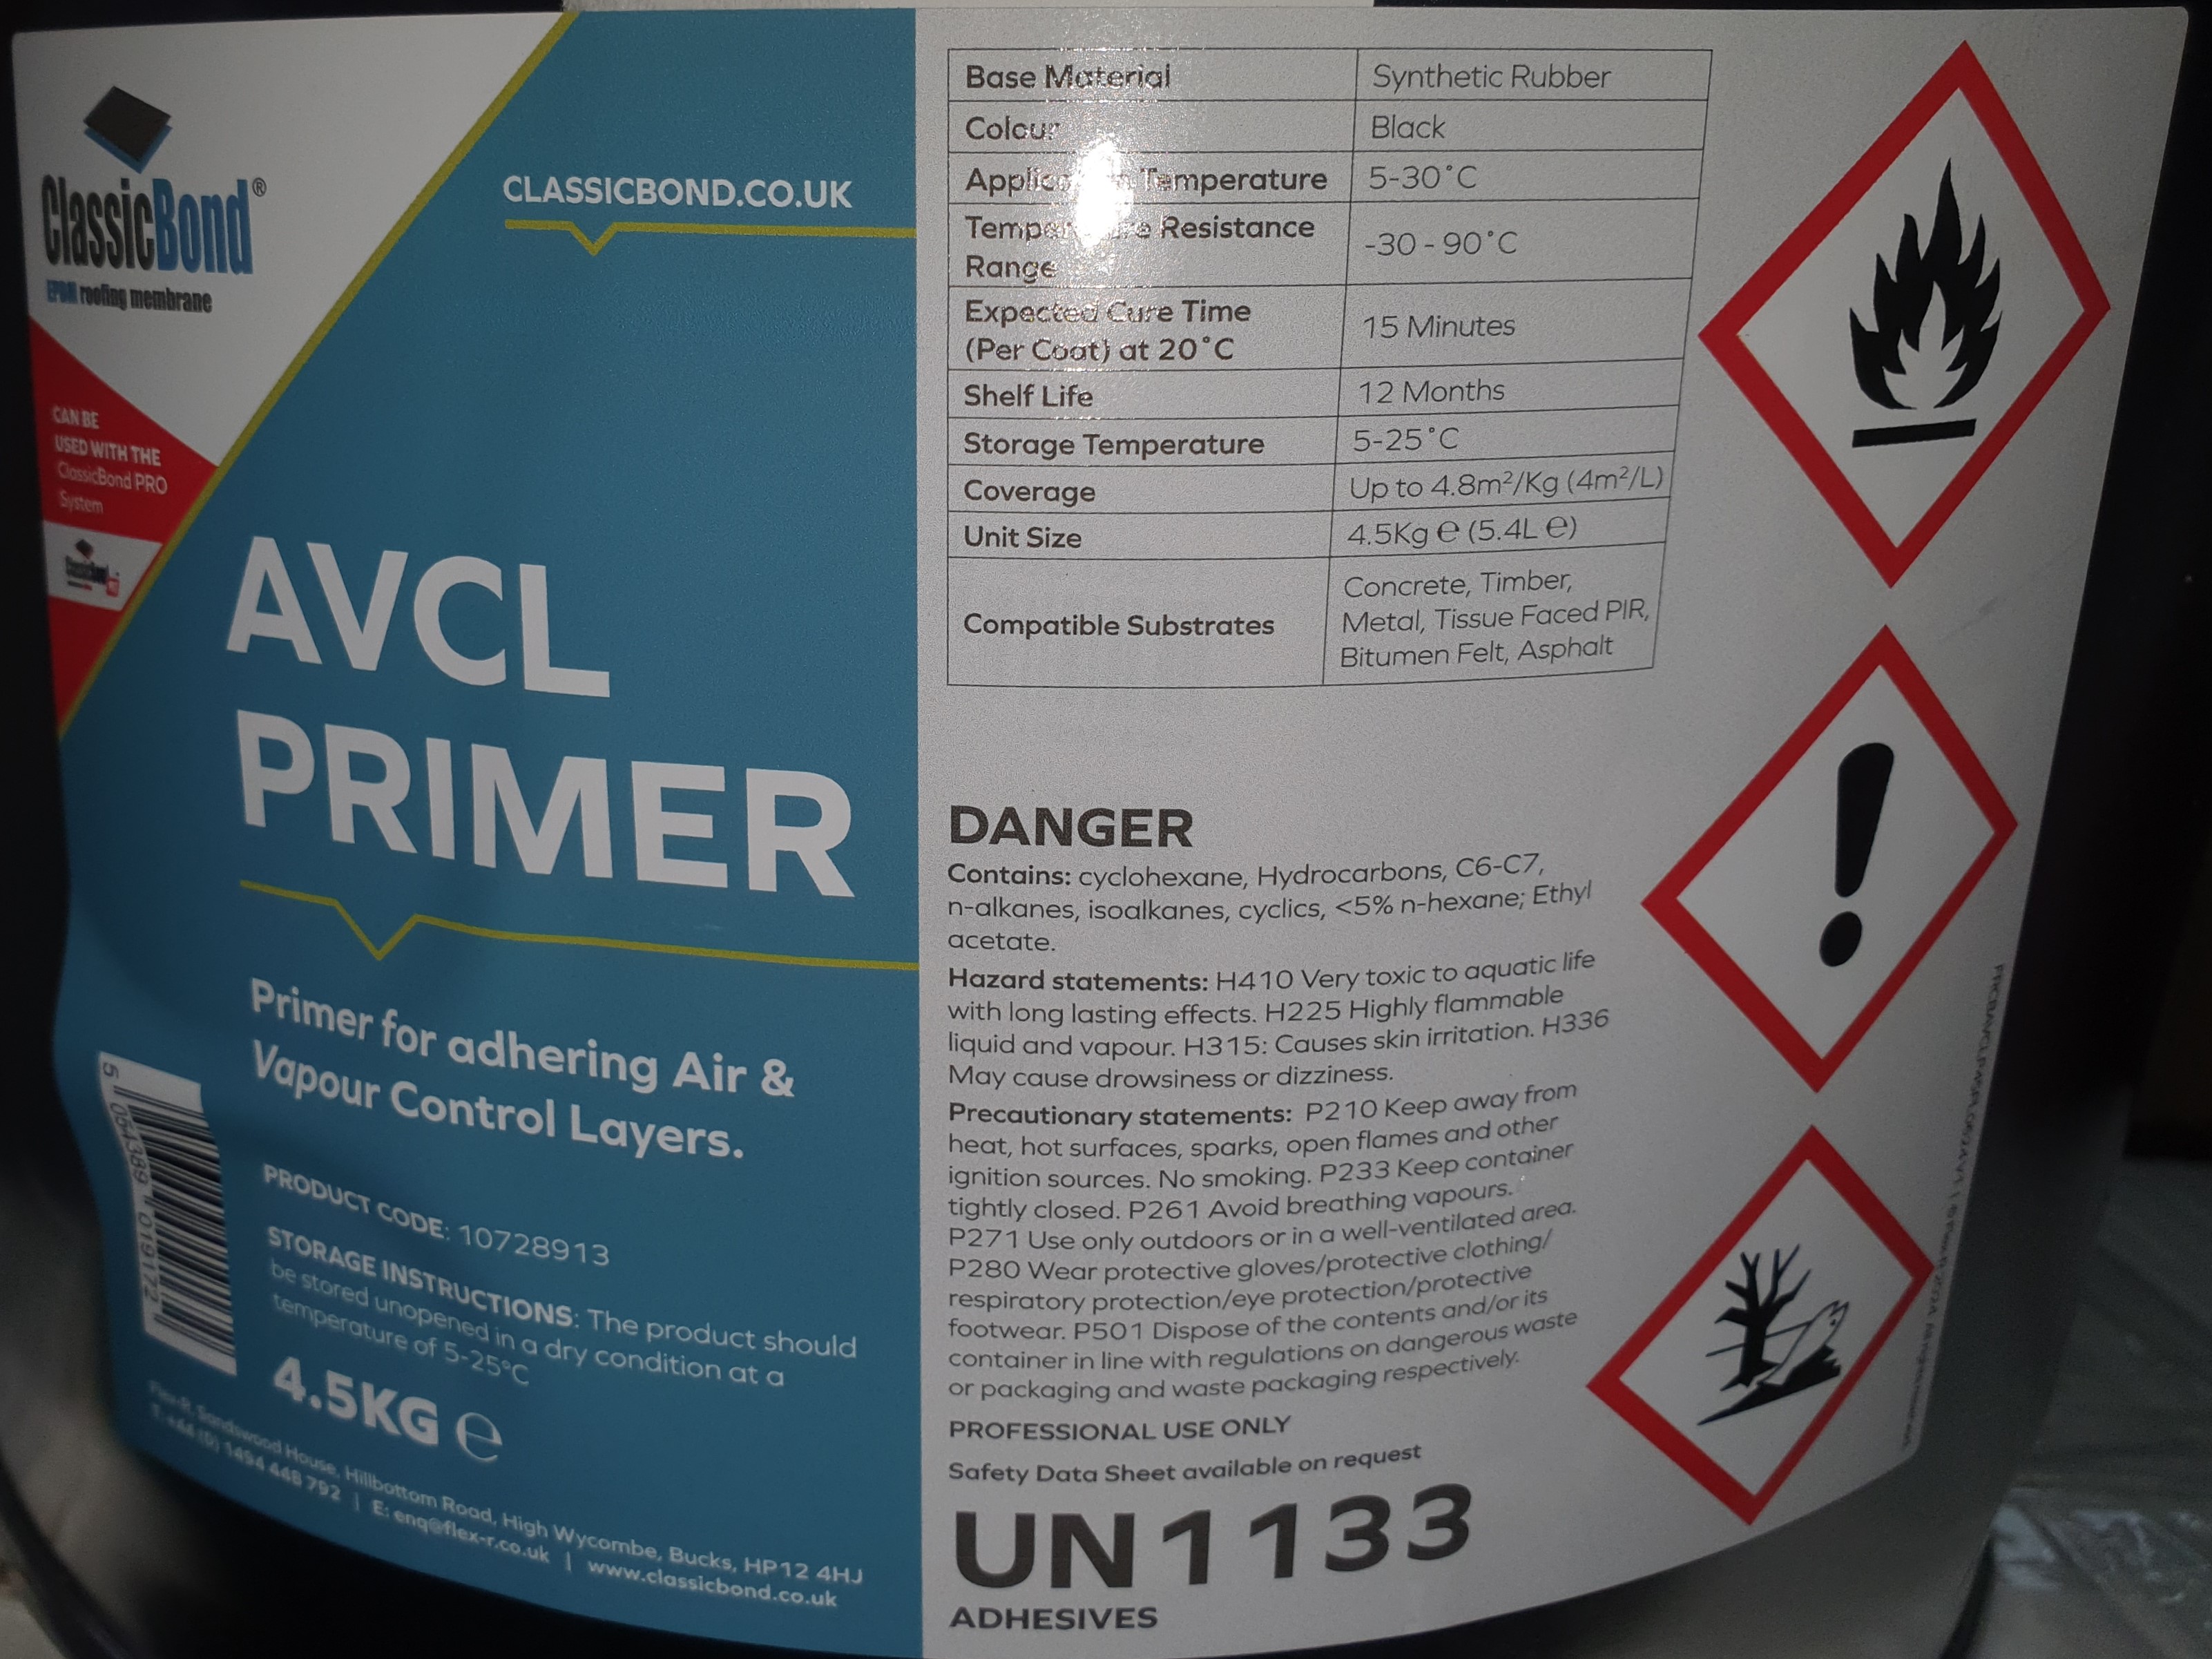 ClassicBond®
EPDM roofing membrane
CAN BE
USED WITH THE
ClassicBond PRO
System
CLASSICBOND.CO.UK
AVCL
PRIMER
Primer for adhering Air &
Vapour Control Layers.
PRODUCT CODE: 10728913
STORAGE INSTRUCTIONS: The product should
be stored unopened in a dry condition at a
temperature of 5-25°C
4.5KG ℮
5 064389 019172
Flex-R, Sandswood House, Hillbottom Road, High Wycombe, Bucks, HP12 4HJ
T: +44 (0) 1494 448 792 | E: enq@flex-r.co.uk | www.classicbond.co.uk
Base Material Synthetic Rubber
Colour Black
Application Temperature 5-30°C
Temperature Resistance
Range -30 - 90°C
Expected Cure Time
(Per Coat) at 20°C 15 Minutes
Shelf Life 12 Months
Storage Temperature 5-25°C
Coverage Up to 4.8m²/Kg (4m²/L)
Unit Size 4.5Kg ℮ (5.4L ℮)
Compatible Substrates Concrete, Timber,
Metal, Tissue Faced PIR,
Bitumen Felt, Asphalt
DANGER
Contains: cyclohexane, Hydrocarbons, C6-C7,
n-alkanes, isoalkanes, cyclics, <5% n-hexane; Ethyl
acetate.
Hazard statements: H410 Very toxic to aquatic life
with long lasting effects. H225 Highly flammable
liquid and vapour. H315: Causes skin irritation. H336
May cause drowsiness or dizziness.
Precautionary statements: P210 Keep away from
heat, hot surfaces, sparks, open flames and other
ignition sources. No smoking. P233 Keep container
tightly closed. P261 Avoid breathing vapours.
P271 Use only outdoors or in a well-ventilated area.
P280 Wear protective gloves/protective clothing/
respiratory protection/eye protection/protective
footwear. P501 Dispose of the contents and/or its
container in line with regulations on dangerous waste
or packaging and waste packaging respectively.
PROFESSIONAL USE ONLY
Safety Data Sheet available on request
UN1133
ADHESIVES